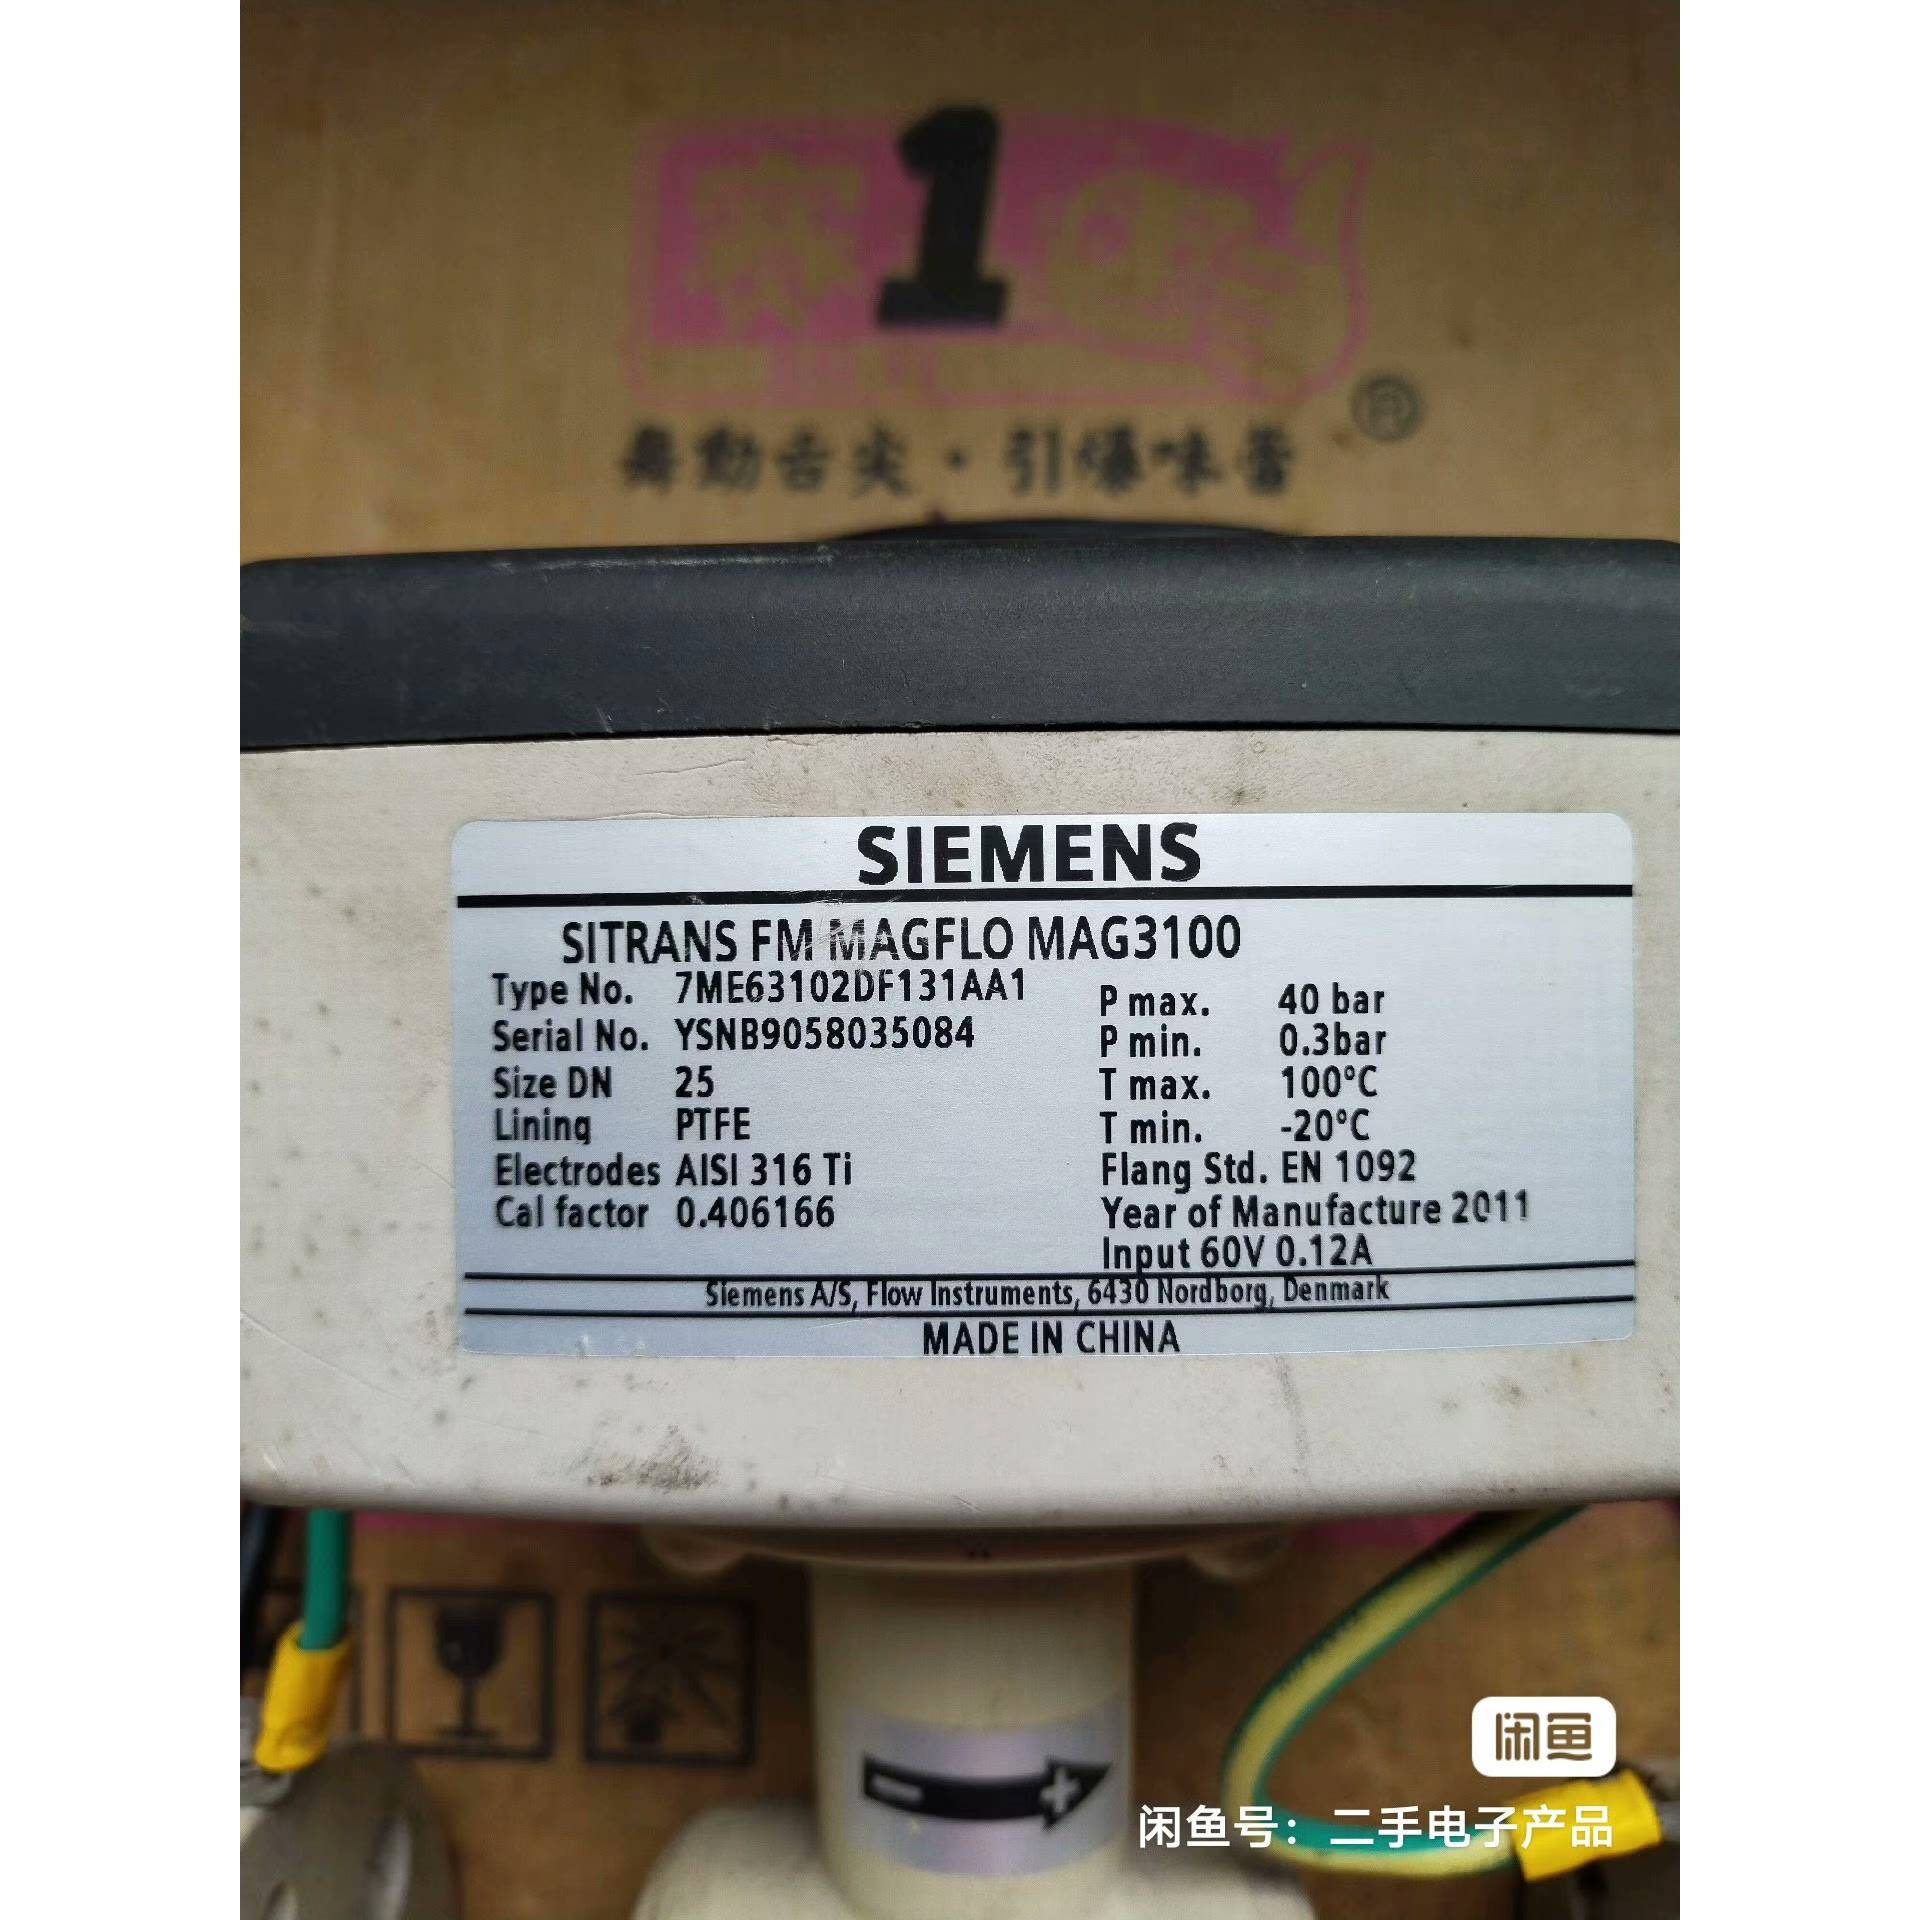 1
®
舞動舌尖·引爆味蕾
SIEMENS
SITRANS FM MAGFLO MAG3100
Type No. 7ME63102DF131AA1
Serial No. YSNB9058035084
Size DN 25
Lining PTFE
Electrodes AISI 316 Ti
Cal factor 0.406166
P max. 40 bar
P min. 0.3bar
T max. 100°C
T min. -20°C
Flang Std. EN 1092
Year of Manufacture 2011
Input 60V 0.12A
Siemens A/S, Flow Instruments, 6430 Nordborg, Denmark
MADE IN CHINA
- +
闲鱼
闲鱼号：二手电子产品